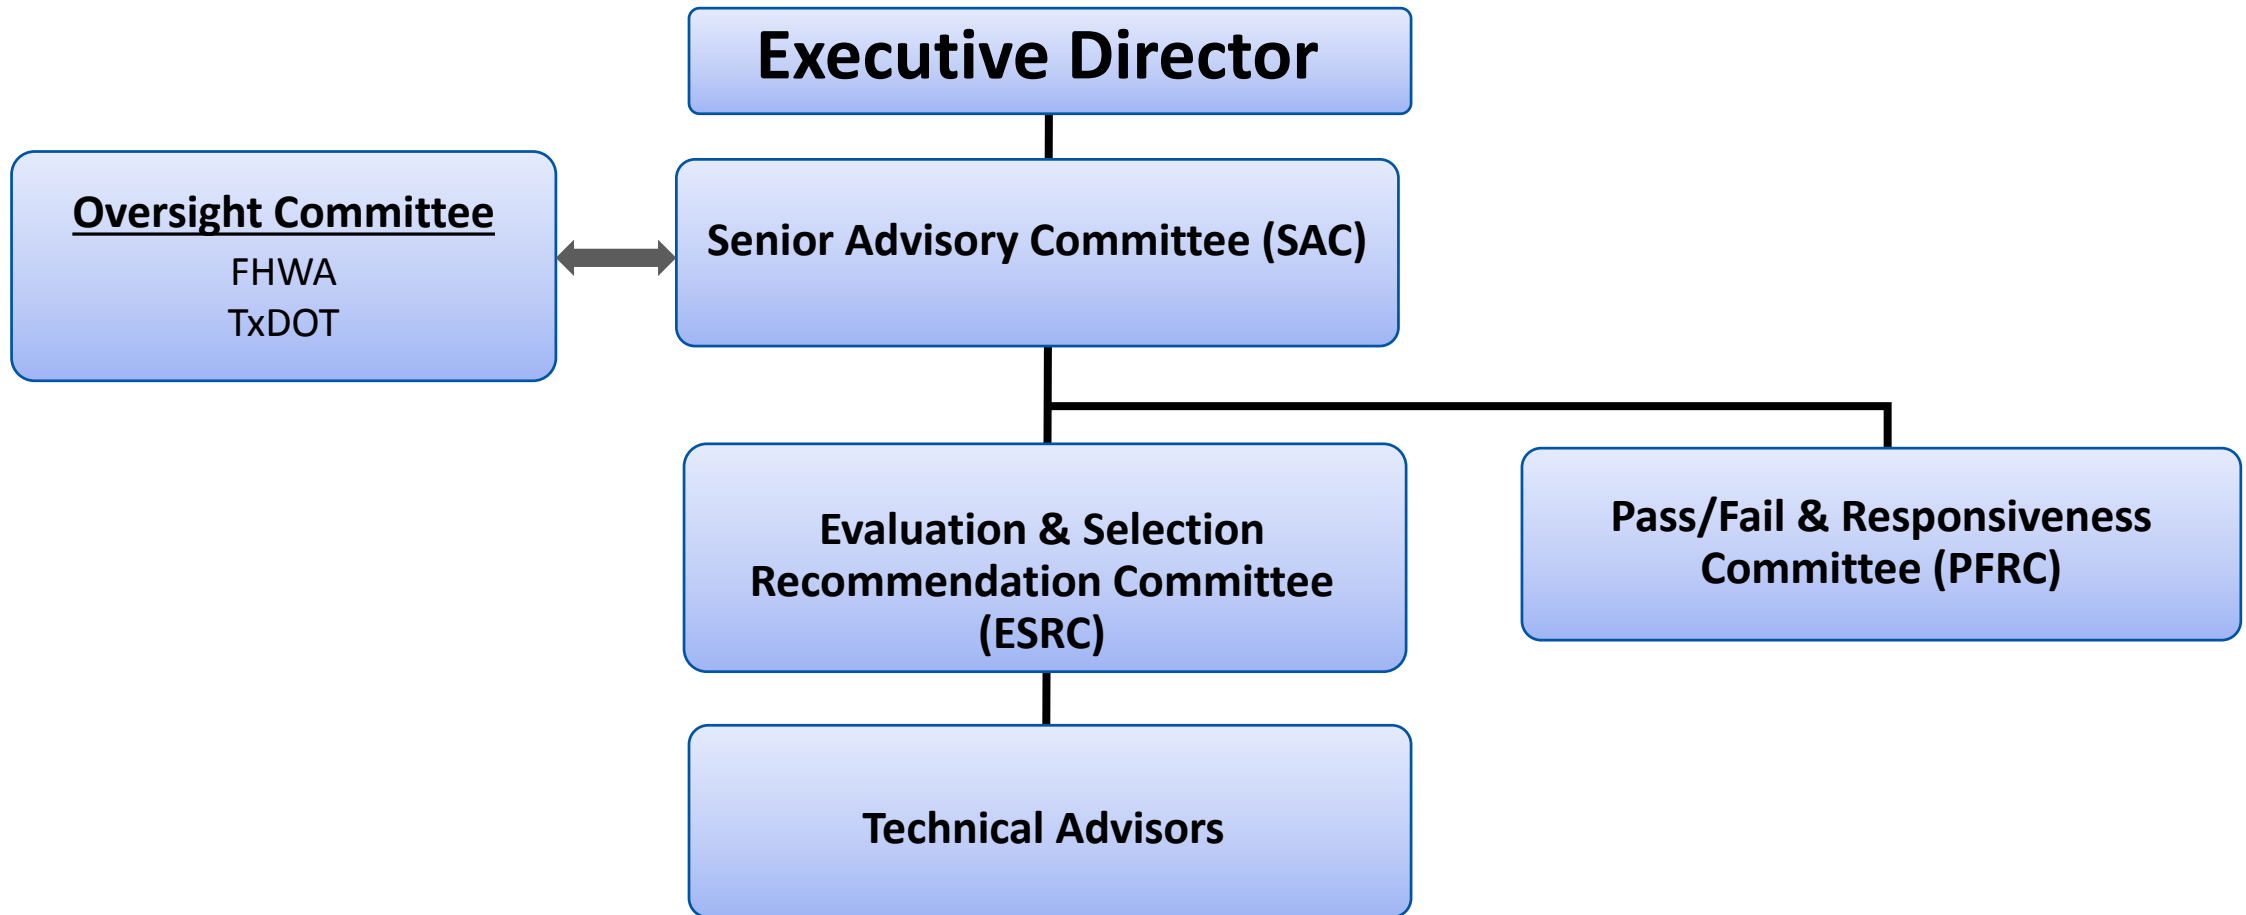 Executive Director
Oversight Committee
FHWA
TxDOT
Senior Advisory Committee (SAC)
Evaluation & Selection
Recommendation Committee
(ESRC)
Pass/Fail & Responsiveness
Committee (PFRC)
Technical Advisors